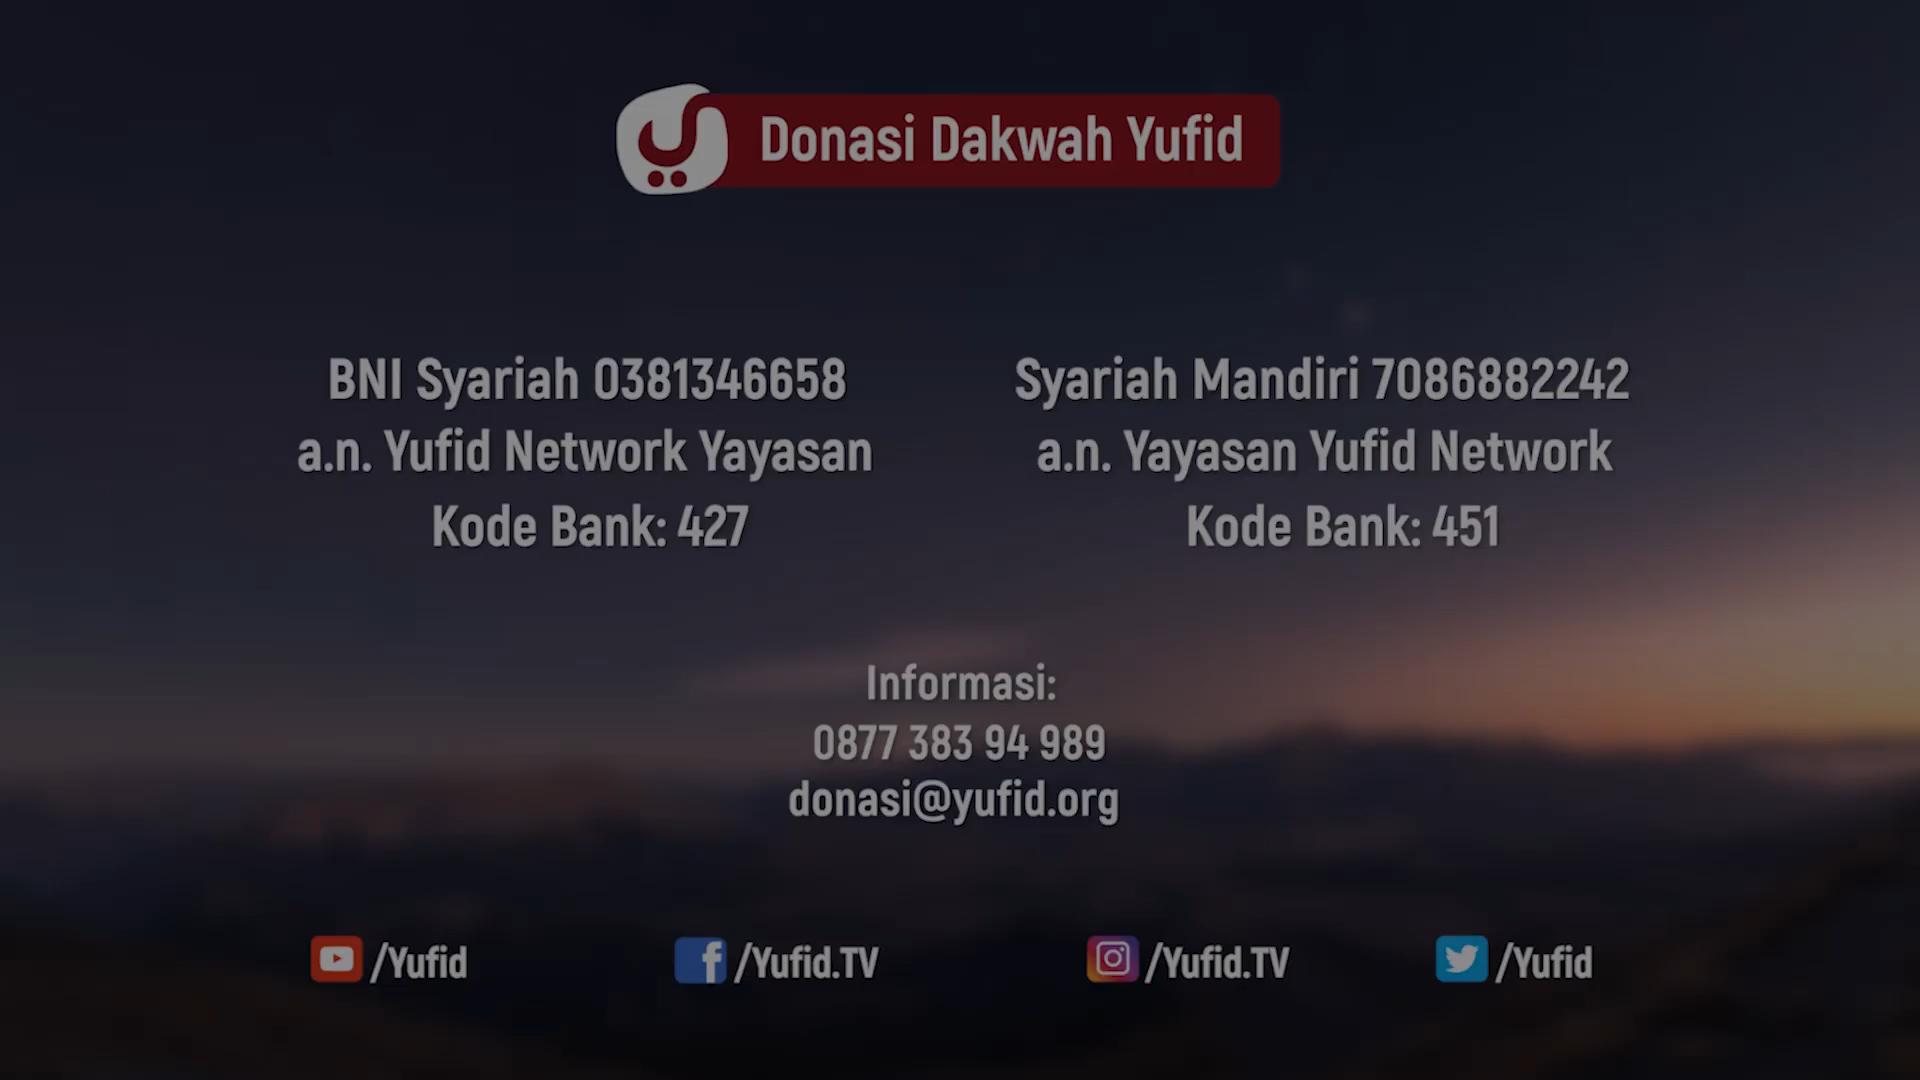 Donasi Dakwah Yufid
BNI Syariah 0381346658
a.n. Yufid Network Yayasan
Kode Bank: 427
Syariah Mandiri 7086882242
a.n. Yayasan Yufid Network
Kode Bank: 451
Informasi:
0877 383 94 989
donasi@yufid.org
/Yufid
/Yufid.TV
/Yufid.TV
/Yufid